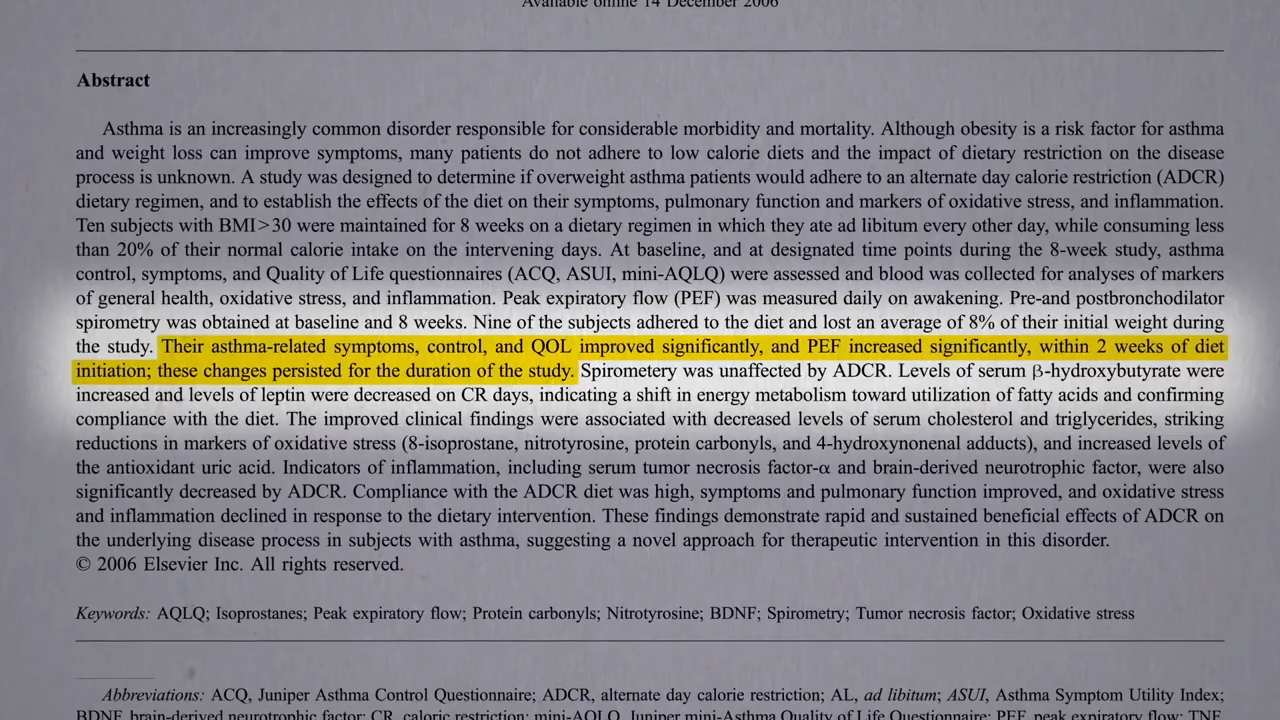 Available online 14 December 2006
Abstract
Asthma is an increasingly common disorder responsible for considerable morbidity and mortality. Although obesity is a risk factor for asthma
and weight loss can improve symptoms, many patients do not adhere to low calorie diets and the impact of dietary restriction on the disease
process is unknown. A study was designed to determine if overweight asthma patients would adhere to an alternate day calorie restriction (ADCR)
dietary regimen, and to establish the effects of the diet on their symptoms, pulmonary function and markers of oxidative stress, and inflammation.
Ten subjects with BMI>30 were maintained for 8 weeks on a dietary regimen in which they ate ad libitum every other day, while consuming less
than 20% of their normal calorie intake on the intervening days. At baseline, and at designated time points during the 8-week study, asthma
control, symptoms, and Quality of Life questionnaires (ACQ, ASUI, mini-AQLQ) were assessed and blood was collected for analyses of markers
of general health, oxidative stress, and inflammation. Peak expiratory flow (PEF) was measured daily on awakening. Pre-and postbronchodilator
spirometry was obtained at baseline and 8 weeks. Nine of the subjects adhered to the diet and lost an average of 8% of their initial weight during
the study. Their asthma-related symptoms, control, and QOL improved significantly, and PEF increased significantly, within 2 weeks of diet
initiation; these changes persisted for the duration of the study. Spirometery was unaffected by ADCR. Levels of serum β-hydroxybutyrate were
increased and levels of leptin were decreased on CR days, indicating a shift in energy metabolism toward utilization of fatty acids and confirming
compliance with the diet. The improved clinical findings were associated with decreased levels of serum cholesterol and triglycerides, striking
reductions in markers of oxidative stress (8-isoprostane, nitrotyrosine, protein carbonyls, and 4-hydroxynonenal adducts), and increased levels of
the antioxidant uric acid. Indicators of inflammation, including serum tumor necrosis factor-α and brain-derived neurotrophic factor, were also
significantly decreased by ADCR. Compliance with the ADCR diet was high, symptoms and pulmonary function improved, and oxidative stress
and inflammation declined in response to the dietary intervention. These findings demonstrate rapid and sustained beneficial effects of ADCR on
the underlying disease process in subjects with asthma, suggesting a novel approach for therapeutic intervention in this disorder.
© 2006 Elsevier Inc. All rights reserved.
Keywords: AQLQ; Isoprostanes; Peak expiratory flow; Protein carbonyls; Nitrotyrosine; BDNF; Spirometry; Tumor necrosis factor; Oxidative stress
Abbreviations: ACQ, Juniper Asthma Control Questionnaire; ADCR, alternate day calorie restriction; AL, ad libitum; ASUI, Asthma Symptom Utility Index;
BDNF, brain-derived neurotrophic factor; CR, caloric restriction; mini-AQLQ, Juniper mini-Asthma Quality of Life Questionnaire; PEF, peak expiratory flow; TNF,